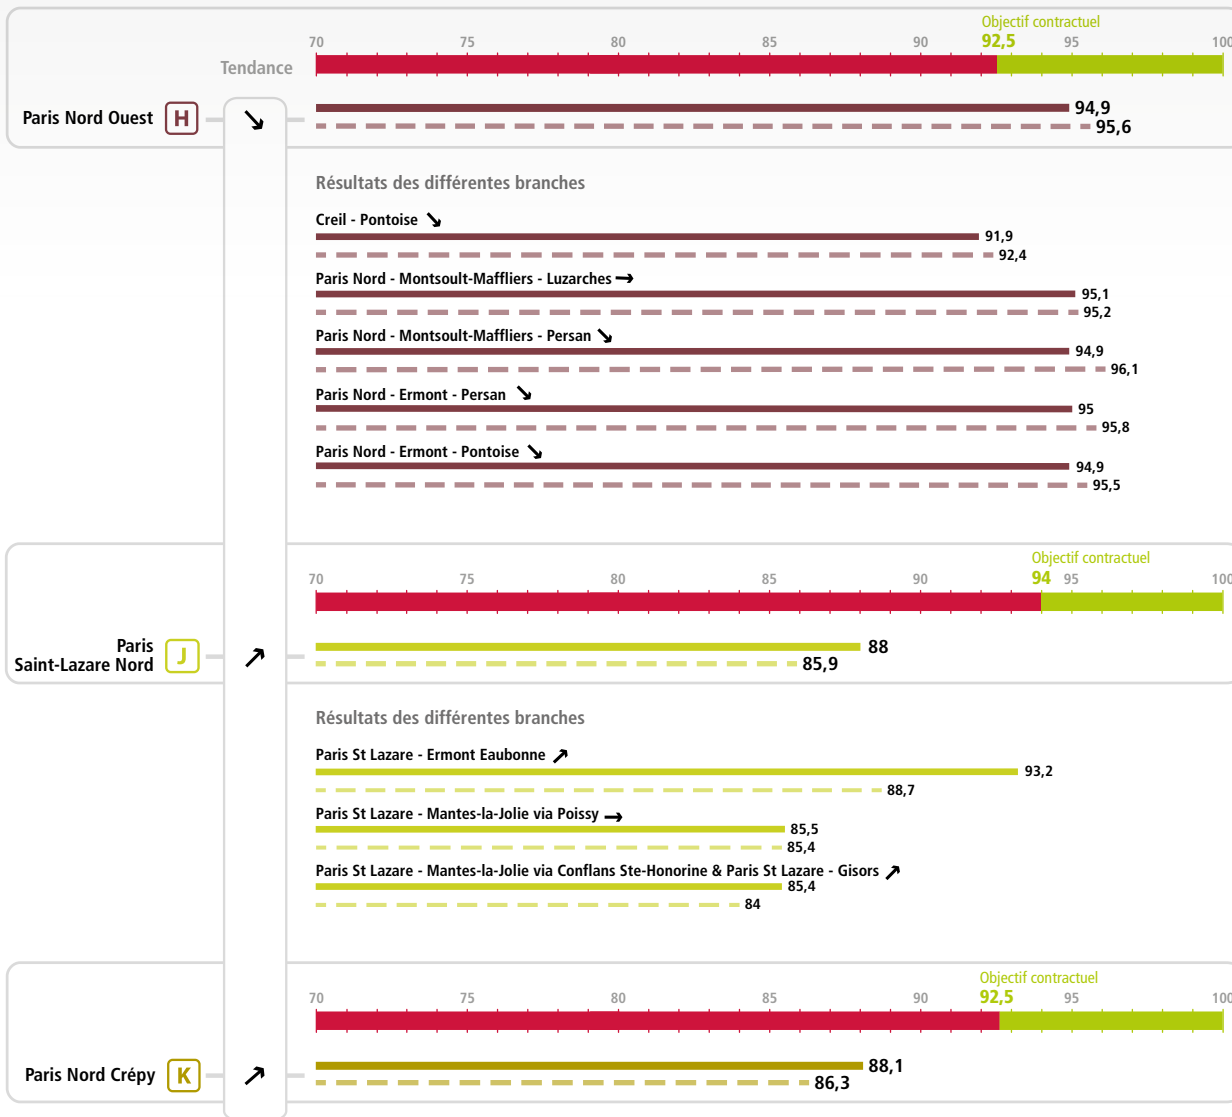 Objectif contractuel
70 75 80 85 90 92,5 95 100
Tendance
Paris Nord Ouest H
94,9
95,6
Résultats des différentes branches
Creil - Pontoise
91,9
92,4
Paris Nord - Montsoult-Maffliers - Luzarches
95,1
95,2
Paris Nord - Montsoult-Maffliers - Persan
94,9
96,1
Paris Nord - Ermont - Persan
95
95,8
Paris Nord - Ermont - Pontoise
94,9
95,5
Objectif contractuel
70 75 80 85 90 94 95 100
Paris
Saint-Lazare Nord
J
88
85,9
Résultats des différentes branches
Paris St Lazare - Ermont Eaubonne
93,2
88,7
Paris St Lazare - Mantes-la-Jolie via Poissy
85,5
85,4
Paris St Lazare - Mantes-la-Jolie via Conflans Ste-Honorine & Paris St Lazare - Gisors
85,4
84
Objectif contractuel
70 75 80 85 90 92,5 95 100
Paris Nord Crépy K
88,1
86,3